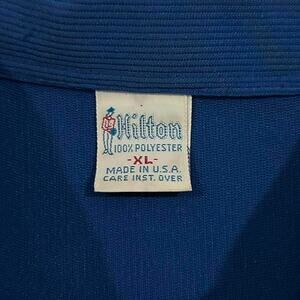 Hilton
100% POLYESTER
-XL-
MADE IN U.S.A.
CARE INST. OVER